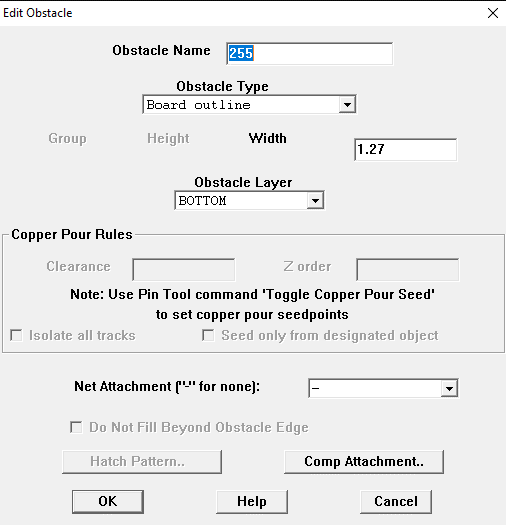 Edit Obstacle
Obstacle Name 255
Obstacle Type
Board outline
Group Height Width 1.27
Obstacle Layer
BOTTOM
Copper Pour Rules
Clearance Z order
Note: Use Pin Tool command 'Toggle Copper Pour Seed'
to set copper pour seedpoints
Isolate all tracks Seed only from designated object
Net Attachment ("-" for none): -
Do Not Fill Beyond Obstacle Edge
Hatch Pattern.. Comp Attachment..
OK Help Cancel